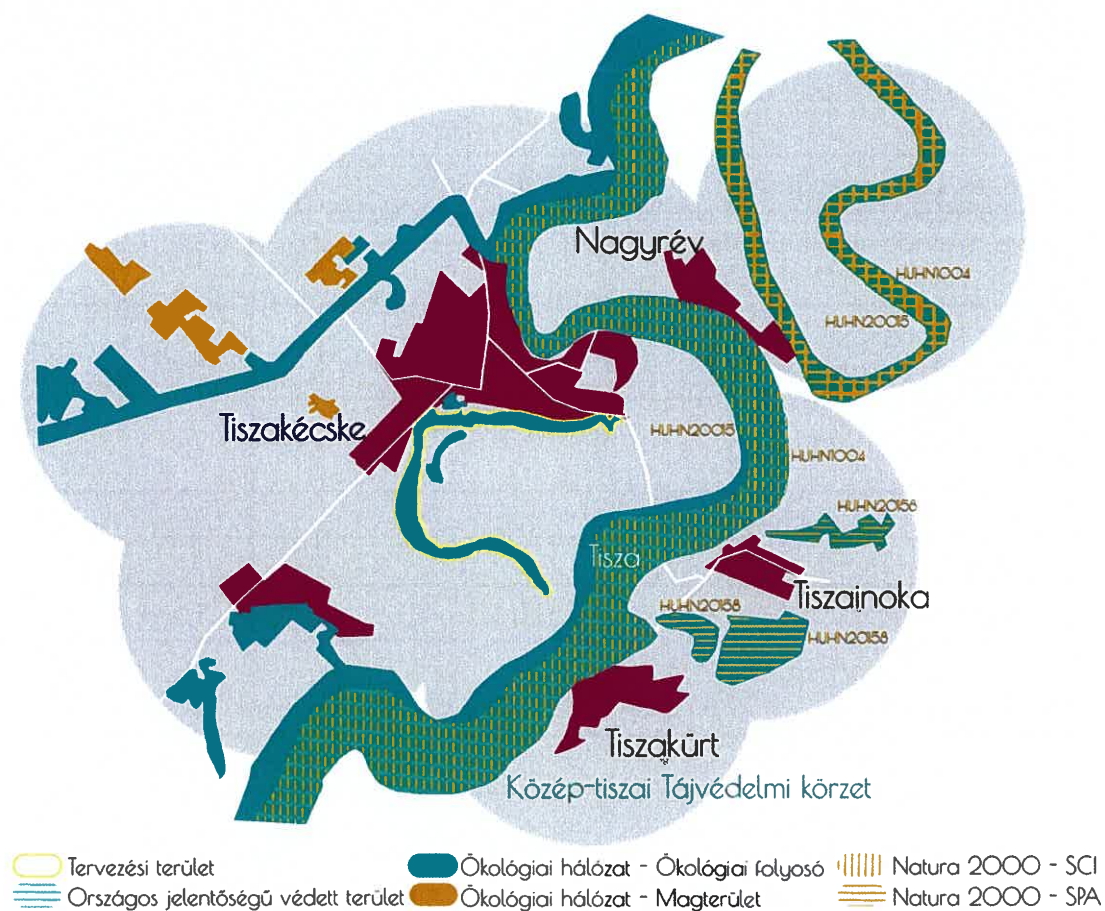 Nagyrév
HUHN1004
HUHN20015
Tiszakécske
HUHN20015
HUHN1004
HUHN20158
Tisza
Tiszainoka
HUHN20158
HUHN20158
Tiszakürt
Közép-tiszai Tájvédelmi körzet
Tervezési terület
Ökológiai hálózat - Ökológiai folyosó
Natura 2000 - SCI
Országos jelentőségű védett terület
Ökológiai hálózat - Magterület
Natura 2000 - SPA